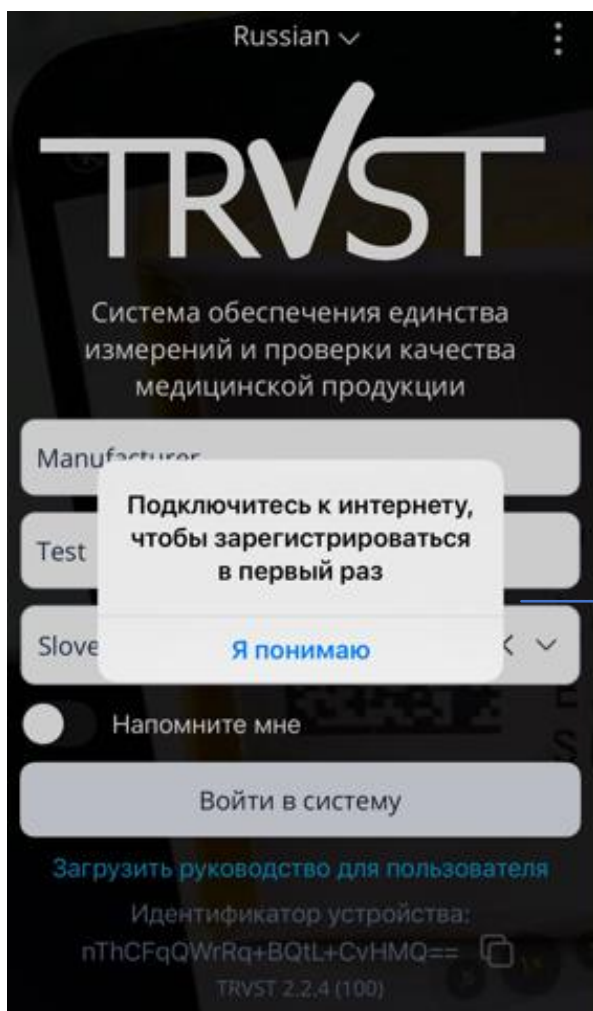 Russian
TRVST
Система обеспечения единства
измерений и проверки качества
медицинской продукции
Подключитесь к интернету,
чтобы зарегистрироваться
в первый раз
Test
Я понимаю
Напомните мне
Войти в систему
Загрузить руководство для пользователя
Идентификатор устройства:
nThCFqQWrRq+BQtL+CvHMQ==
TRVST 2.2.4 (100)